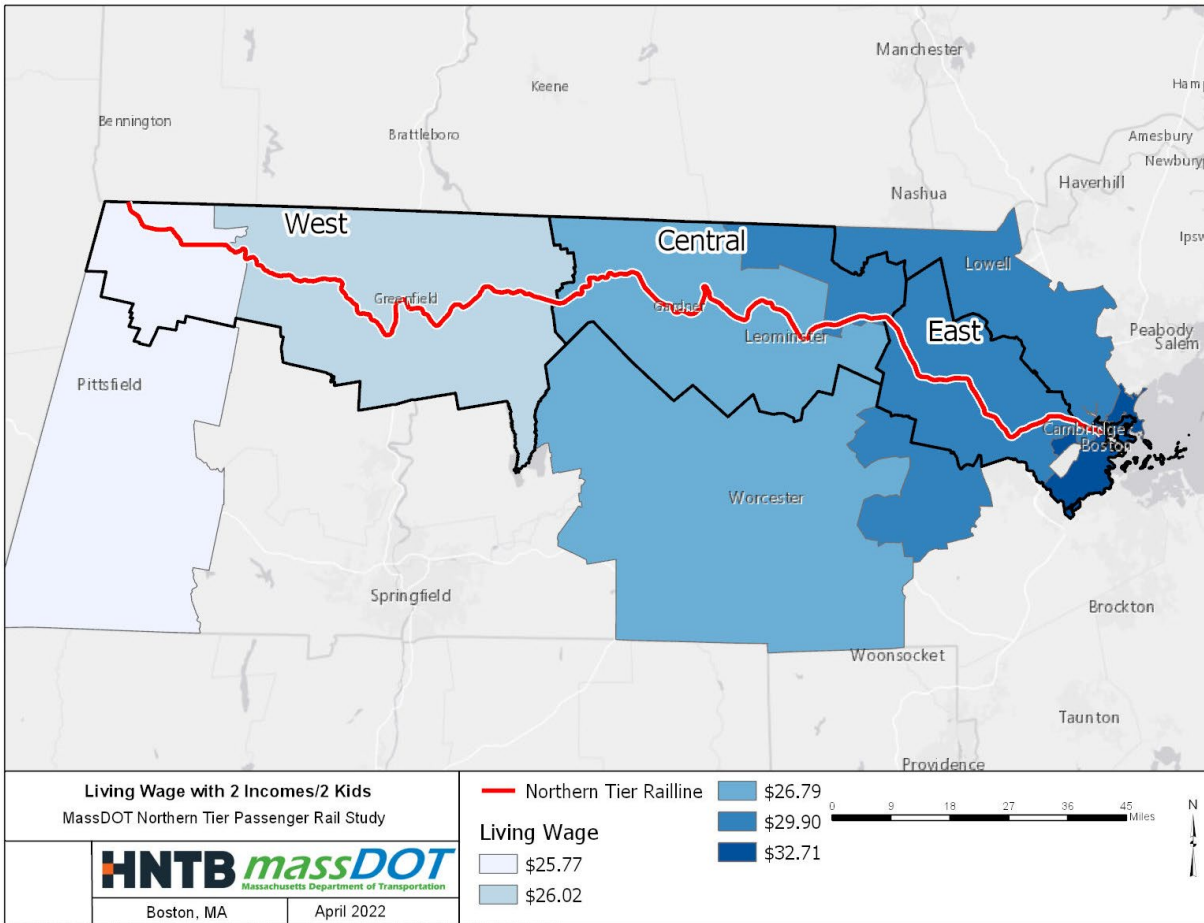 Manchester
Keene
Bennington
Brattleboro
Amesbury
Haverhill
Nashua
West
Central
Lowell
Greenfield
Gardner
East
Leominster
Peabody
Salem
Pittsfield
Cambridge
Boston
Worcester
Springfield
Brockton
Woonsocket
Taunton
Providence
Living Wage with 2 Incomes/2 Kids
MassDOT Northern Tier Passenger Rail Study
HNTB massDOT
Massachusetts Department of Transportation
Boston, MA
April 2022
Northern Tier Railline
Living Wage
$25.77
$26.02
$26.79
$29.90
$32.71
0 9 18 27 36 45
Miles
N